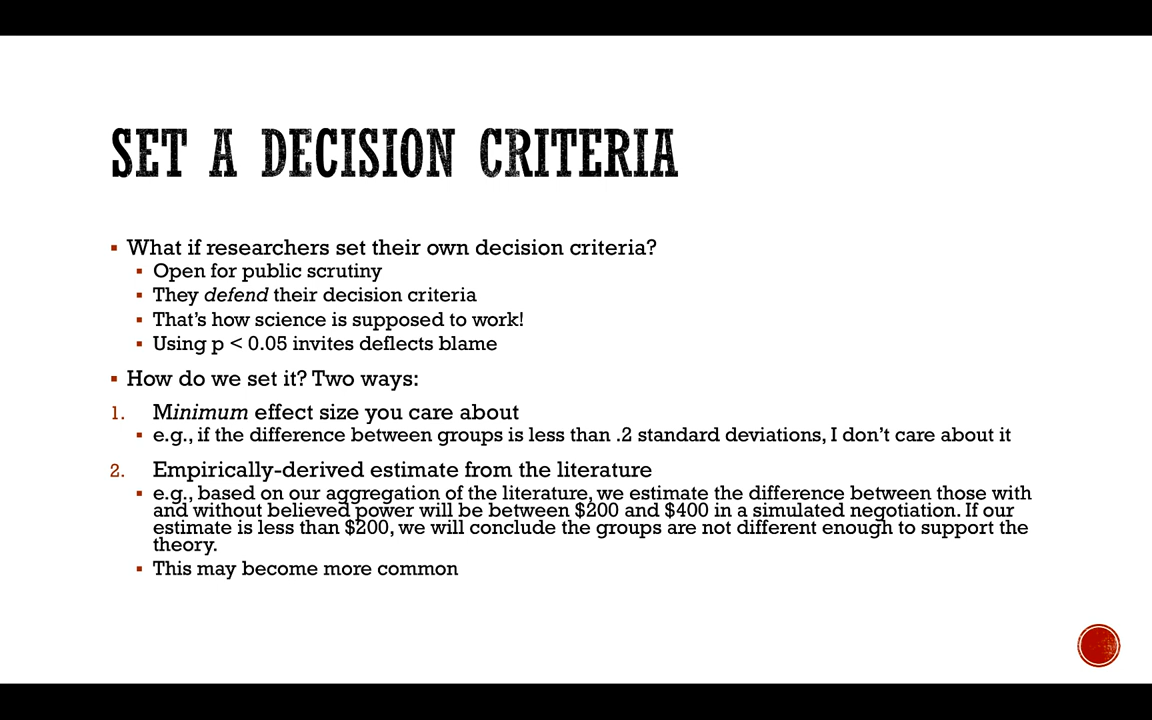 SET A DECISION CRITERIA
▪ What if researchers set their own decision criteria?
▪ Open for public scrutiny
▪ They defend their decision criteria
▪ That's how science is supposed to work!
▪ Using p < 0.05 invites deflects blame
▪ How do we set it? Two ways:
1. Minimum effect size you care about
▪ e.g., if the difference between groups is less than .2 standard deviations, I don't care about it
2. Empirically-derived estimate from the literature
▪ e.g., based on our aggregation of the literature, we estimate the difference between those with
and without believed power will be between $200 and $400 in a simulated negotiation. If our
estimate is less than $200, we will conclude the groups are not different enough to support the
theory.
▪ This may become more common